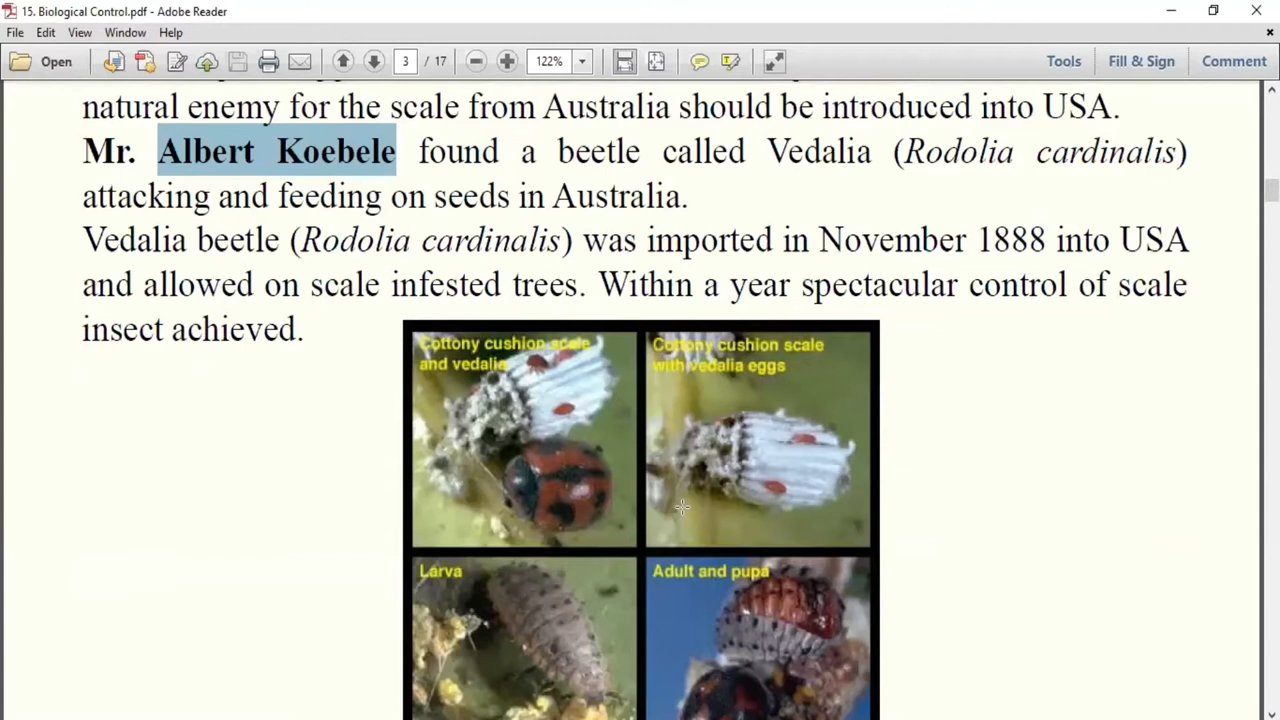 15. Biological Control.pdf - Adobe Reader
File Edit View Window Help
Open 3 / 17 122% Tools Fill & Sign Comment
natural enemy for the scale from Australia should be introduced into USA.
Mr. Albert Koebele found a beetle called Vedalia (Rodolia cardinalis)
attacking and feeding on seeds in Australia.
Vedalia beetle (Rodolia cardinalis) was imported in November 1888 into USA
and allowed on scale infested trees. Within a year spectacular control of scale
insect achieved.
Cottony cushion scale
and vedalia
Cottony cushion scale
with vedalia eggs
Larva
Adult and pupa